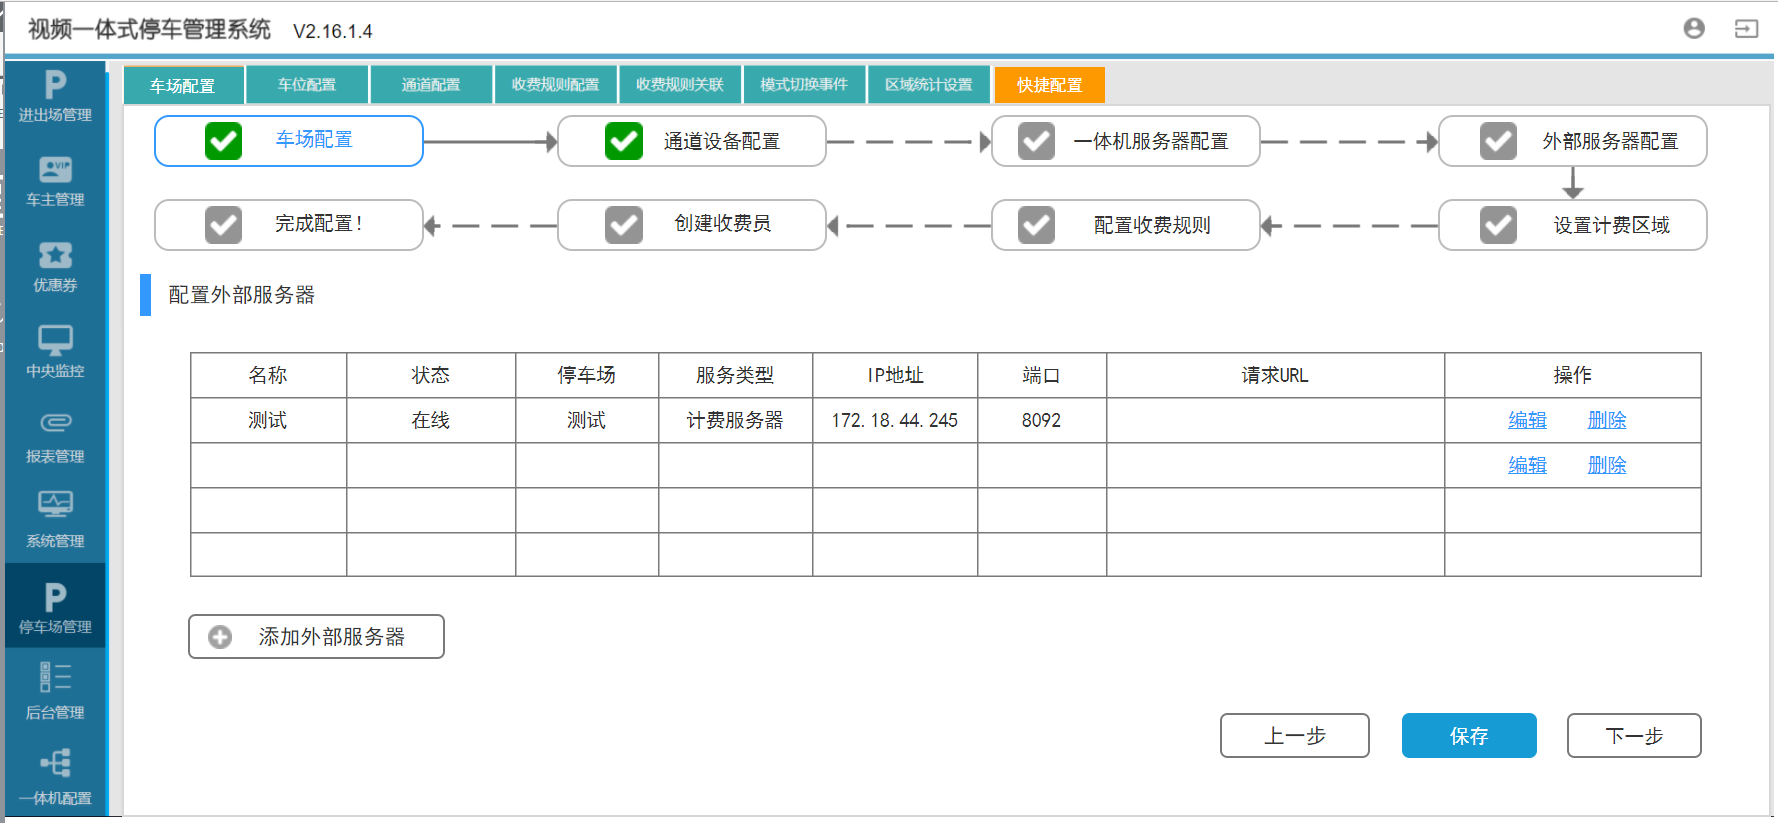 视频一体式停车管理系统 V2.16.1.4
进出场管理
车主管理
优惠券
中央监控
报表管理
系统管理
停车场管理
后台管理
一体机配置
车场配置 车位配置 通道配置 收费规则配置 收费规则关联 模式切换事件 区域统计设置 快捷配置
车场配置 通道设备配置 一体机服务器配置 外部服务器配置
完成配置! 创建收费员 配置收费规则 设置计费区域
配置外部服务器
名称 状态 停车场 服务类型 IP地址 端口 请求URL 操作
测试 在线 测试 计费服务器 172.18.44.245 8092 编辑 删除
编辑 删除
添加外部服务器
上一步 保存 下一步